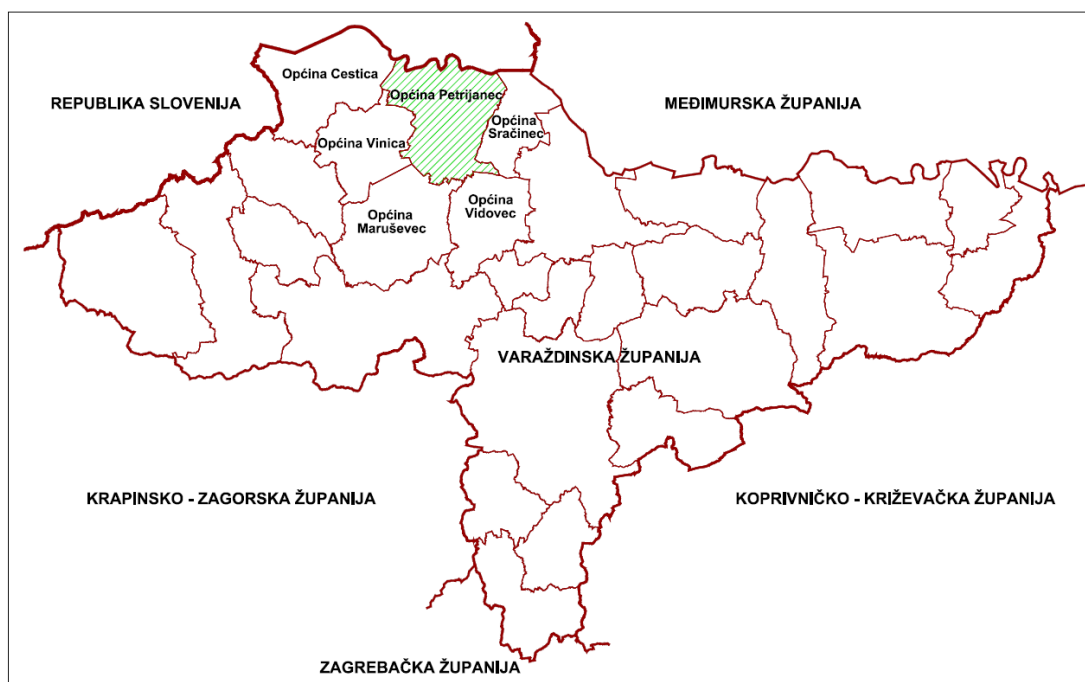 Općina Cestica
REPUBLIKA SLOVENIJA
Općina Petrijanec
MEĐIMURSKA ŽUPANIJA
Općina
Sračinec
Općina Vinica
Općina
Vidovec
Općina
Maruševec
VARAŽDINSKA ŽUPANIJA
KRAPINSKO - ZAGORSKA ŽUPANIJA
KOPRIVNIČKO - KRIŽEVAČKA ŽUPANIJA
ZAGREBAČKA ŽUPANIJA